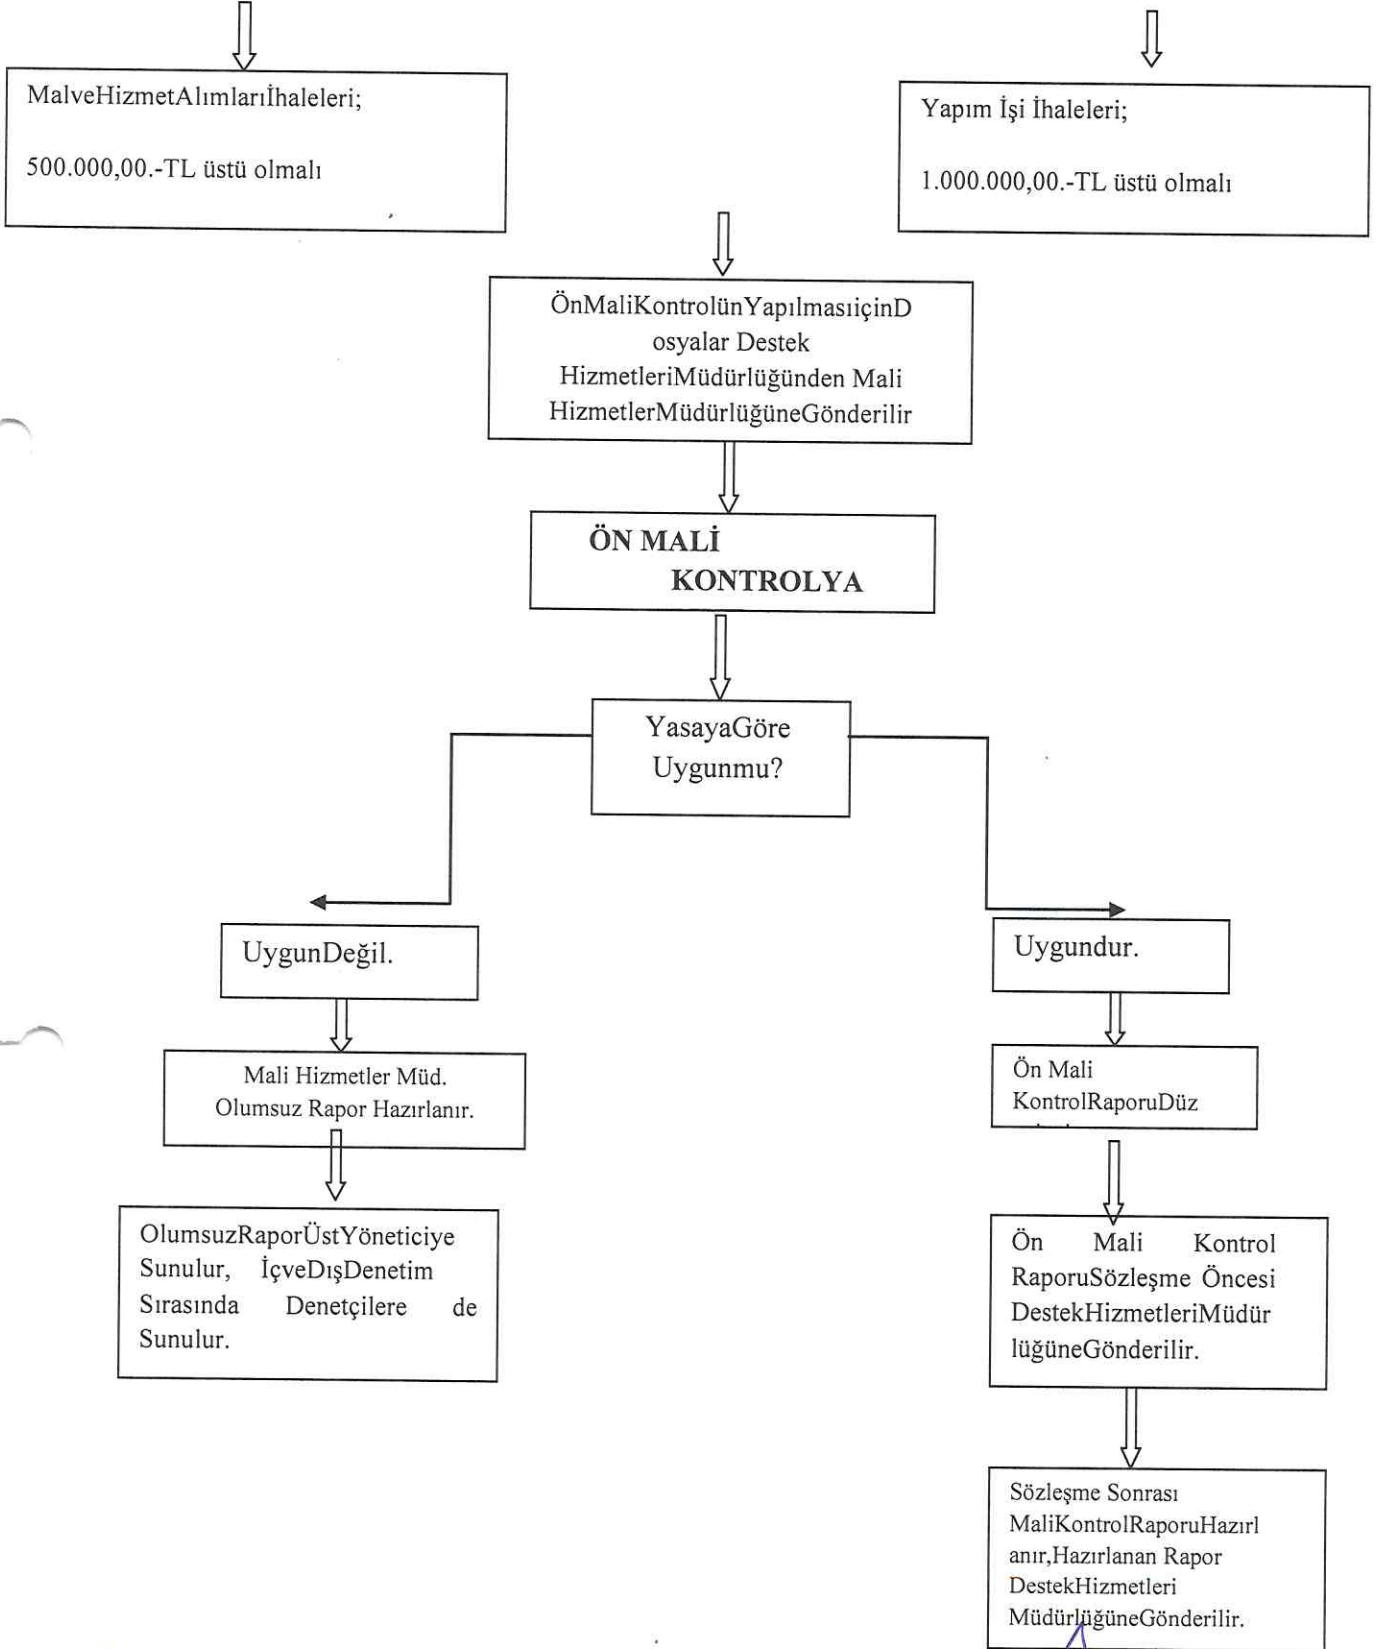 MalveHizmetAlımlarıİhaleleri;
500.000,00.-TL üstü olmalı
Yapım İşi İhaleleri;
1.000.000,00.-TL üstü olmalı
ÖnMaliKontrolünYapılmasıiçinD
osyalar Destek
HizmetleriMüdürlüğünden Mali
HizmetlerMüdürlüğüneGönderilir
ÖN MALİ
KONTROLYA
YasayaGöre
Uygunmu?
UygunDeğil.
Uygundur.
Mali Hizmetler Müd.
Olumsuz Rapor Hazırlanır.
Ön Mali
KontrolRaporuDüz
OlumsuzRaporÜstYöneticiye
Sunulur, İçveDışDenetim
Sırasında Denetçilere de
Sunulur.
Ön Mali Kontrol
RaporuSözleşme Öncesi
DestekHizmetleriMüdür
lüğüneGönderilir.
Sözleşme Sonrası
MaliKontrolRaporuHazırl
anır,Hazırlanan Rapor
DestekHizmetleri
MüdürlüğüneGönderilir.